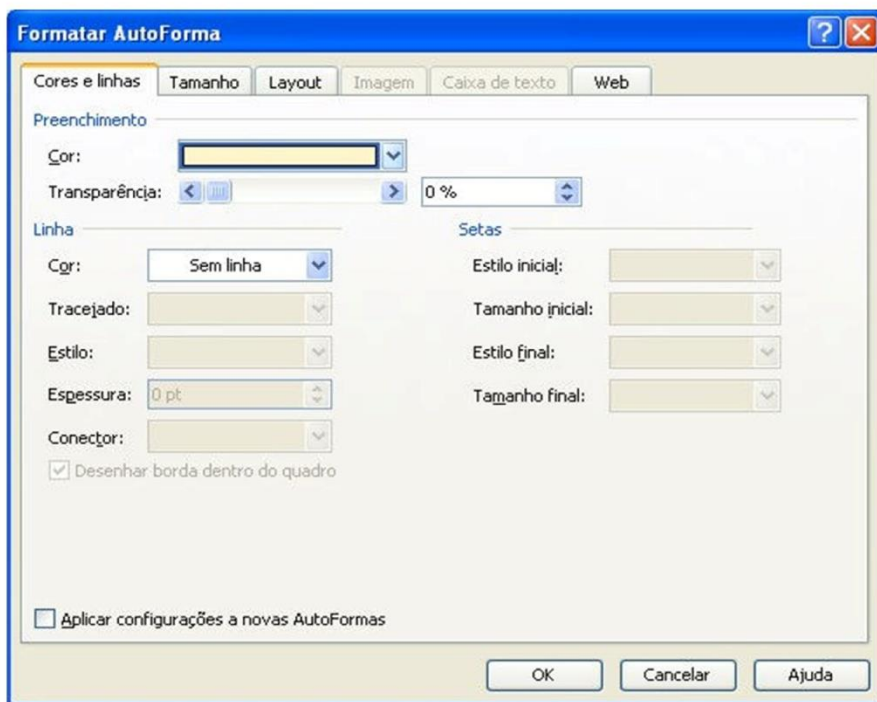 Formatar AutoForma
Cores e linhas Tamanho Layout Imagem Caixa de texto Web
Preenchimento
Cor:
Transparência: 0 %
Linha Setas
Cor: Sem linha Estilo inicial:
Tracejado: Tamanho inicial:
Estilo: Estilo final:
Espessura: 0 pt Tamanho final:
Conector:
Desenhar borda dentro do quadro
Aplicar configurações a novas AutoFormas
OK Cancelar Ajuda